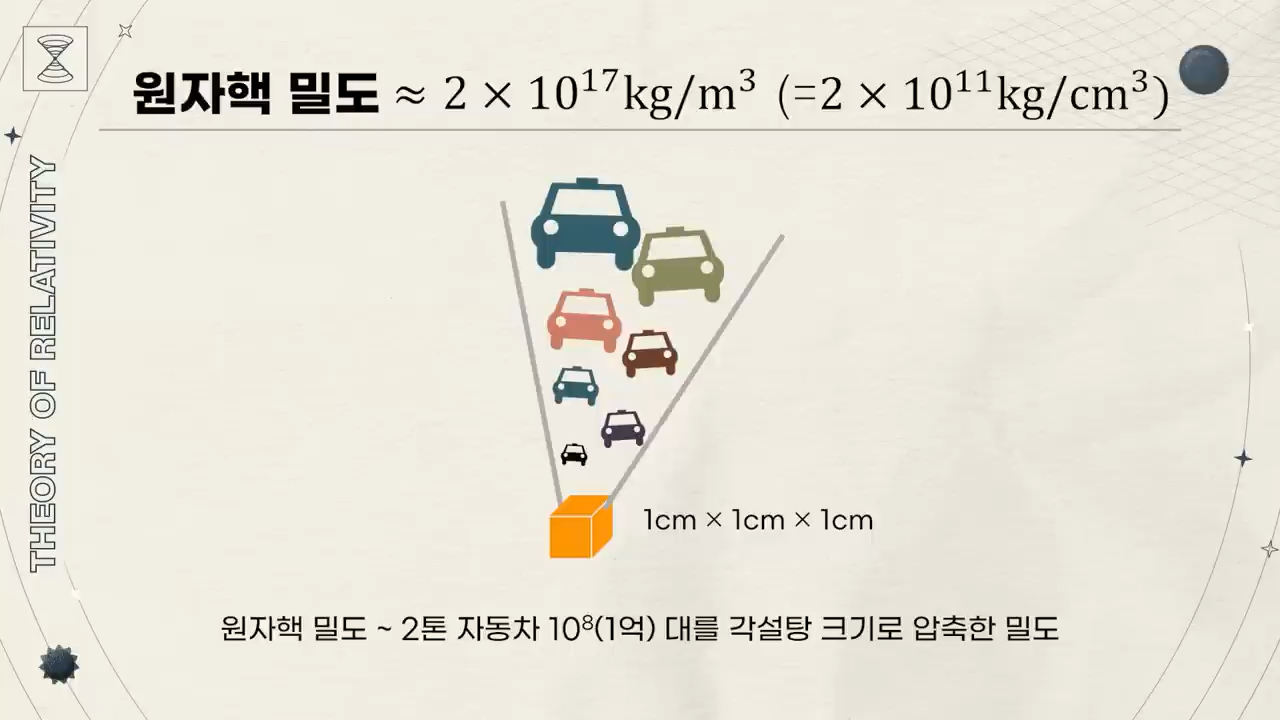 원자핵 밀도 ≈ 2 × 10¹⁷kg/m³ (=2 × 10¹¹kg/cm³)
THEORY OF RELATIVITY
1cm × 1cm × 1cm
원자핵 밀도 ~ 2톤 자동차 10⁸(1억) 대를 각설탕 크기로 압축한 밀도